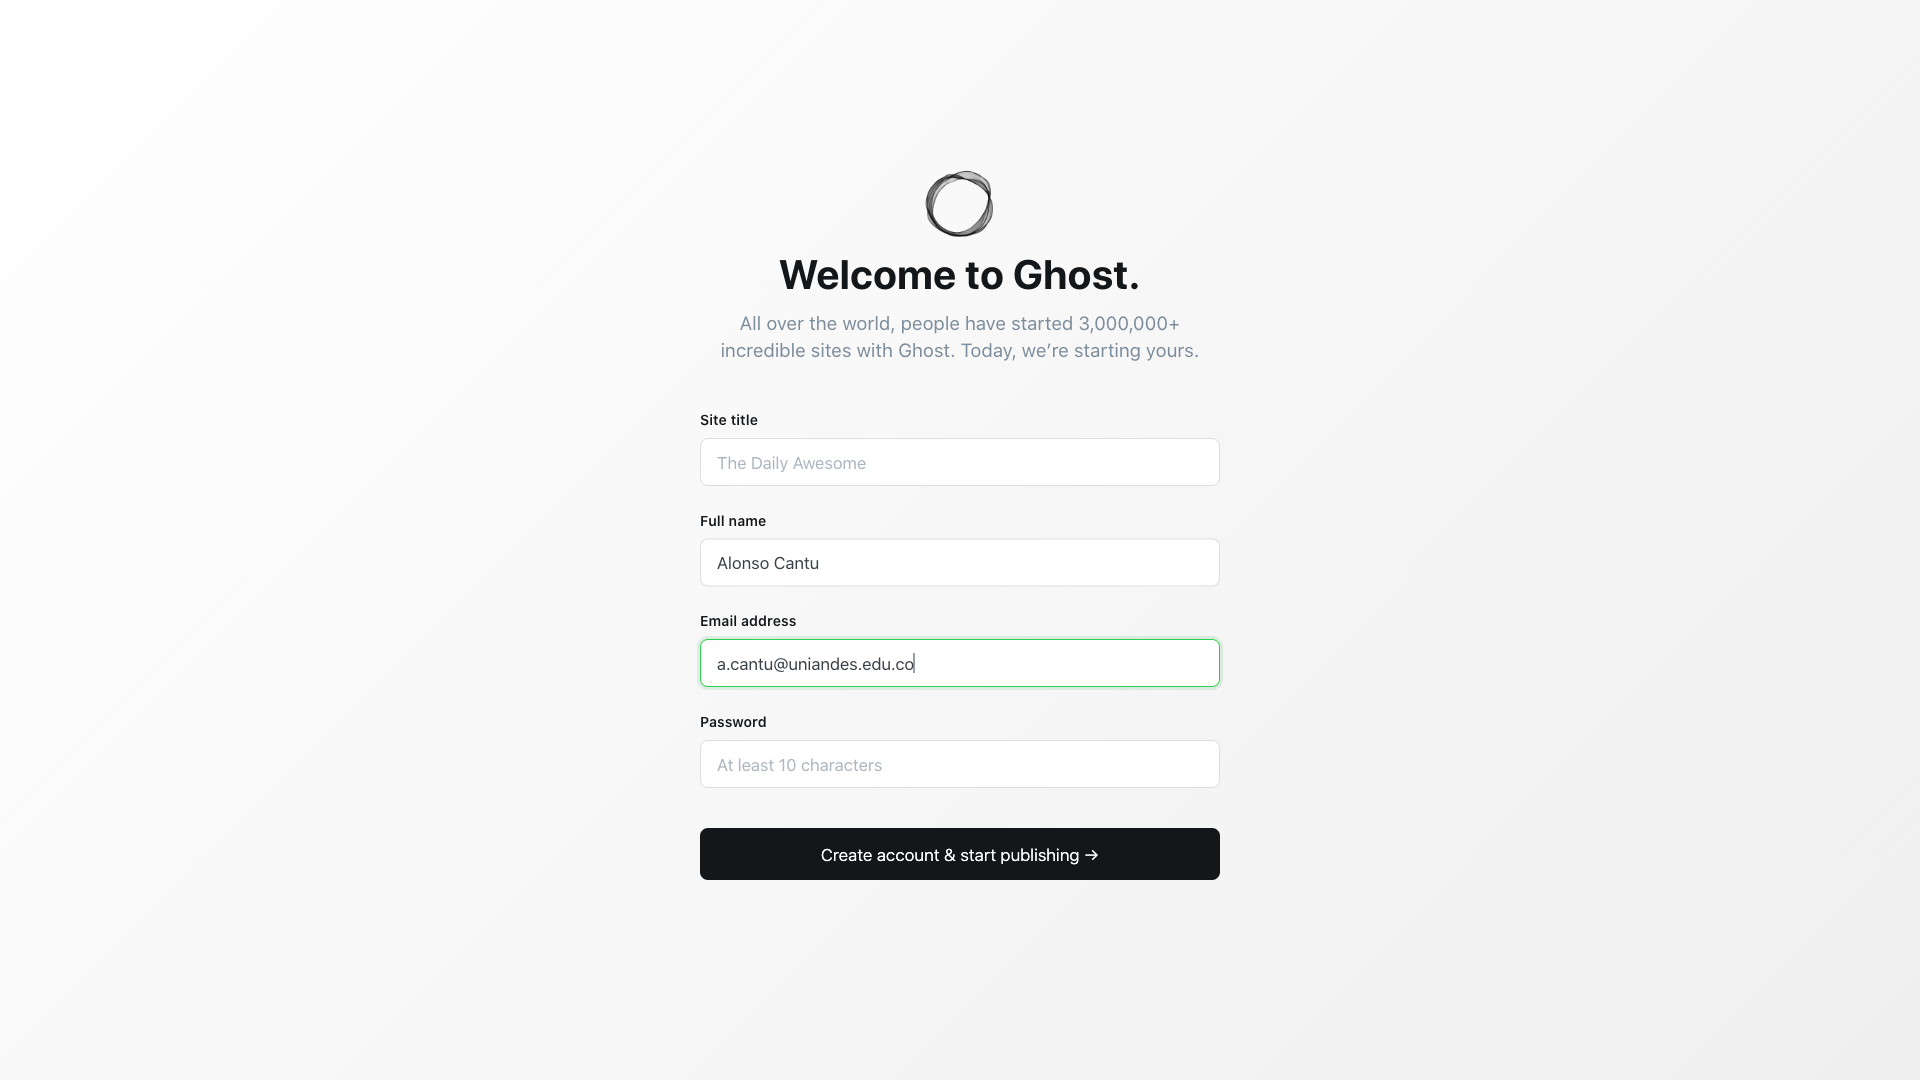 Welcome to Ghost.
All over the world, people have started 3,000,000+
incredible sites with Ghost. Today, we’re starting yours.
Site title
The Daily Awesome
Full name
Alonso Cantu
Email address
a.cantu@uniandes.edu.co
Password
At least 10 characters
Create account & start publishing →